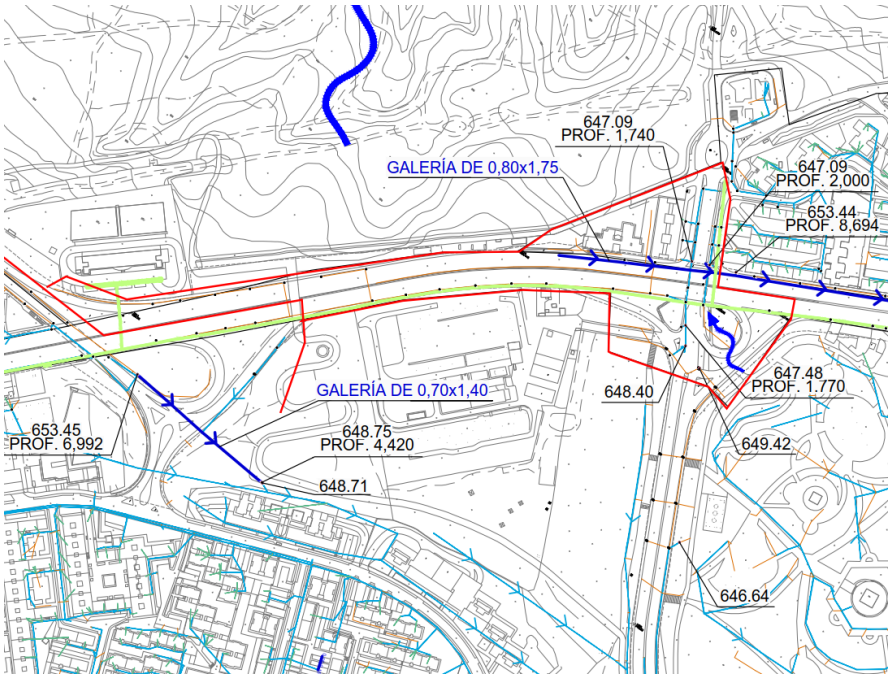 647.09
PROF. 1,740
GALERÍA DE 0,80x1,75
647.09
PROF. 2,000
653.44
PROF. 8,694
647.48
PROF. 1.770
648.40
GALERÍA DE 0,70x1,40
653.45
PROF. 6,992
648.75
PROF. 4,420
649.42
648.71
646.64